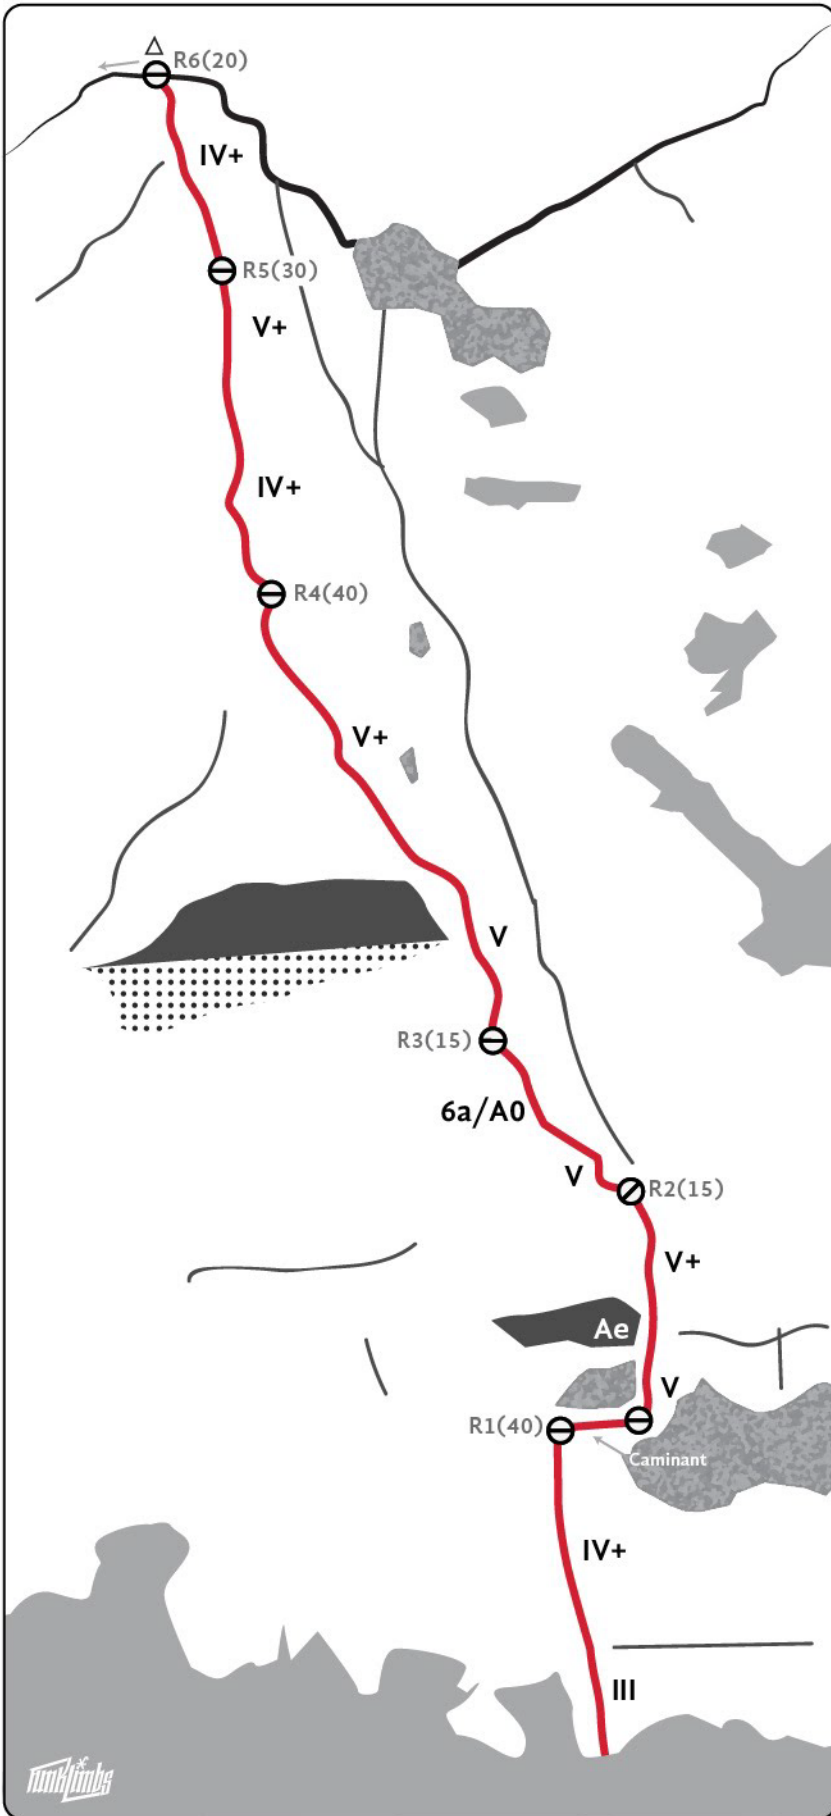 R6(20)
IV+
R5(30)
V+
IV+
R4(40)
V+
V
R3(15)
6a/A0
V
R2(15)
V+
Ae
V
R1(40)
Caminant
IV+
III